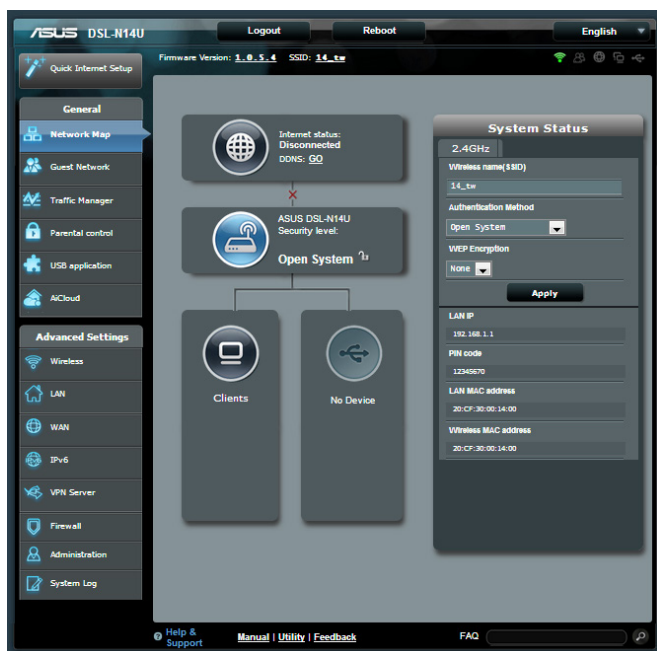 ASUS DSL-N14U
Logout
Reboot
English
Quick Internet Setup
Firmware Version: 1.0.5.4 SSID: 14_tw
General
Network Map
Guest Network
Traffic Manager
Parental control
USB application
AiCloud
Advanced Settings
Wireless
LAN
WAN
IPv6
VPN Server
Firewall
Administration
System Log
Internet status:
Disconnected
DDNS: GO
ASUS DSL-N14U
Security level:
Open System
Clients
No Device
System Status
2.4GHz
Wireless name(SSID)
14_tw
Authentication Method
Open System
WEP Encryption
None
Apply
LAN IP
192.168.1.1
PIN code
12345670
LAN MAC address
20:CF:30:00:14:00
Wireless MAC address
20:CF:30:00:14:00
Help &
Support
Manual | Utility | Feedback
FAQ